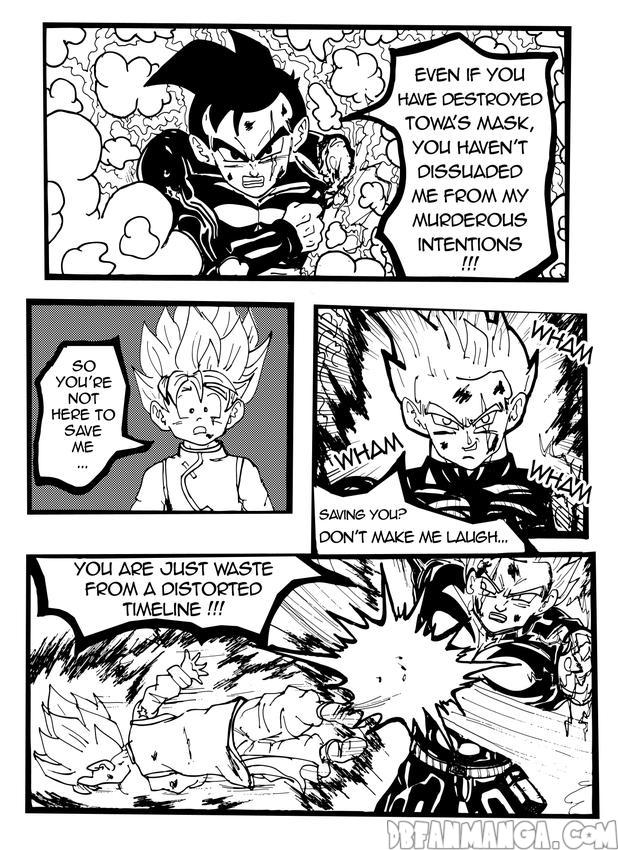 EVEN IF YOU
HAVE DESTROYED
TOWA'S MASK,
YOU HAVEN'T
DISSUADED
ME FROM MY
MURDEROUS
INTENTIONS
!!!
SO
YOU'RE
NOT
HERE TO
SAVE
ME
...
WHAM
WHAM
WHAM
SAVING YOU?
DON'T MAKE ME LAUGH...
YOU ARE JUST WASTE
FROM A DISTORTED
TIMELINE !!!
DBFANMANGA.COM